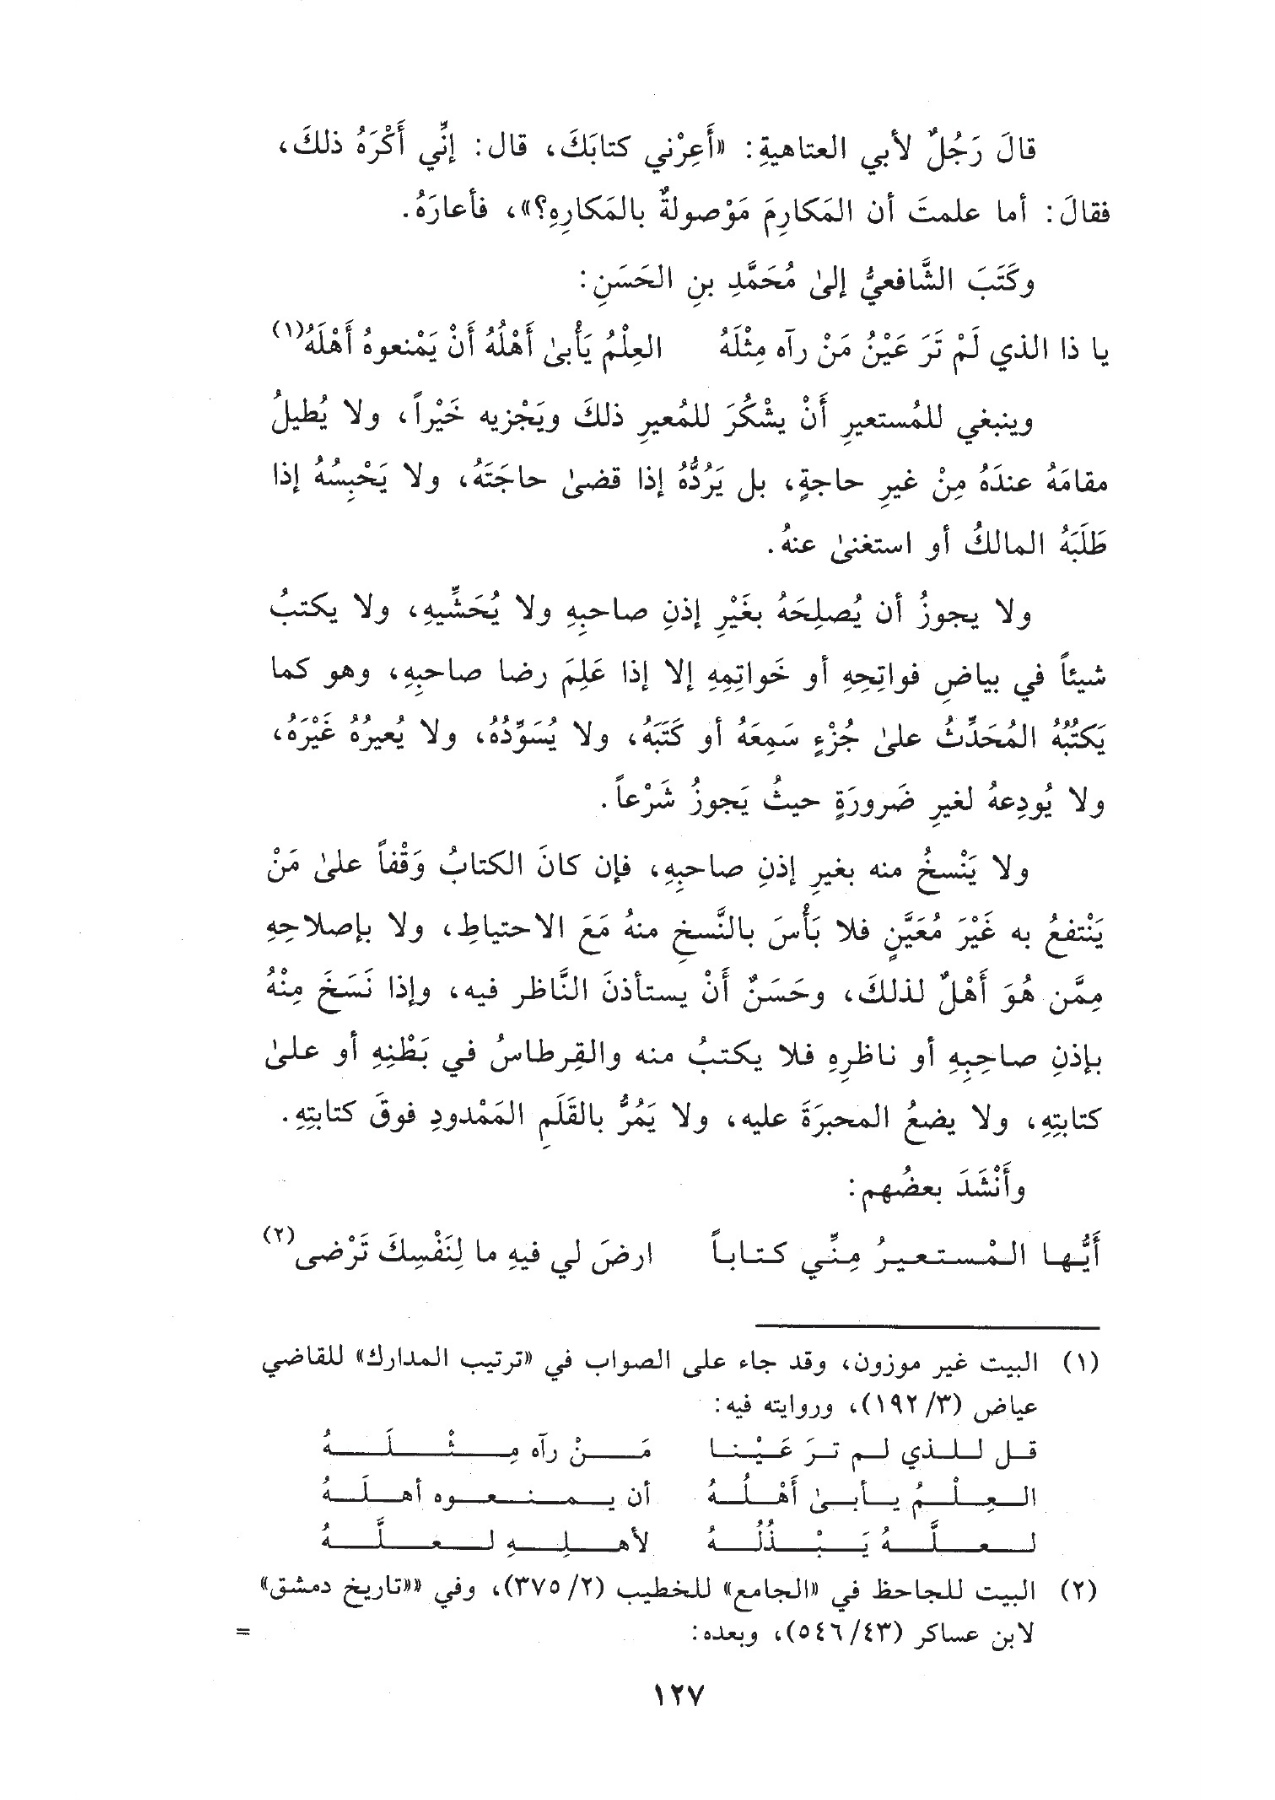 قالَ رَجُلٌ لأبي العتاهيةِ: «أَعِرْني كتابَكَ، قال: إنِّي أَكْرَهُ ذلكَ،
فقالَ: أما علمتَ أن المَكارِمَ مَوْصولةٌ بالمَكارِهِ؟»، فأعارَهُ.
وكَتَبَ الشَّافعيُّ إلىٰ مُحَمَّدِ بنِ الحَسَنِ:
يا ذا الذي لَمْ تَرَ عَيْنُ مَنْ رآه مِثْلَهُ العِلْمُ يَأْبىٰ أَهْلُهُ أَنْ يَمْنعوهُ أَهْلَهُ(١)
وينبغي للمُستعيرِ أَنْ يشْكُرَ للمُعيرِ ذلكَ ويَجْزيه خَيْراً، ولا يُطيلُ
مقامَهُ عندَهُ مِنْ غيرِ حاجةٍ، بل يَرُدُّهُ إذا قضىٰ حاجَتَهُ، ولا يَحْبِسُهُ إذا
طَلَبَهُ المالكُ أو استغنىٰ عنهُ.
ولا يجوزُ أن يُصلِحَهُ بغَيْرِ إذنِ صاحبِهِ ولا يُحَشِّيهِ، ولا يكتبُ
شيئاً في بياضِ فواتِحِهِ أو خَواتِمِهِ إلا إذا عَلِمَ رضا صاحبِهِ، وهو كما
يَكتُبُهُ المُحَدِّثُ علىٰ جُزْءٍ سَمِعَهُ أو كَتَبَهُ، ولا يُسَوِّدُهُ، ولا يُعيرُهُ غَيْرَهُ،
ولا يُودِعهُ لغيرِ ضَرورَةٍ حيثُ يَجوزُ شَرْعاً.
ولا يَنْسخُ منه بغيرِ إذنِ صاحبِهِ، فإن كانَ الكتابُ وَقْفاً علىٰ مَنْ
يَنْتفعُ به غَيْرَ مُعَيَّنٍ فلا بَأْسَ بالنَّسخِ منهُ مَعَ الاحتياطِ، ولا بإصلاحِهِ
مِمَّن هُوَ أَهْلٌ لذلكَ، وحَسَنٌ أَنْ يستأذنَ النَّاظر فيه، وإذا نَسَخَ مِنْهُ
بإذنِ صاحِبِهِ أو ناظرِهِ فلا يكتبُ منه والقِرطاسُ في بَطْنِهِ أو علىٰ
كتابتِهِ، ولا يضعُ المحبرَةَ عليه، ولا يَمُرُّ بالقَلَمِ المَمْدودِ فوقَ كتابتِهِ.
وأَنْشَدَ بعضُهم:
أَيُّها المْستعيرُ مِنِّي كتاباً ارضَ لي فيهِ ما لِنَفْسِكَ تَرْضى(٢)
(١) البيت غير موزون، وقد جاء على الصواب في «ترتيب المدارك» للقاضي
عياض (٣/ ١٩٢)، وروايته فيه:
قل للذي لم ترَ عَيْنا مَنْ رآه مِثْلَهُ
العِلْمُ يأبىٰ أَهْلُهُ أن يمنعوه أهلَهُ
لعلَّهُ يَبْذُلُهُ لأهلِهِ لعلَّهُ
(٢) البيت للجاحظ في «الجامع» للخطيب (٢/ ٣٧٥)، وفي ««تاريخ دمشق»
لابن عساكر (٤٣/ ٥٤٦)، وبعده: =
١٢٧